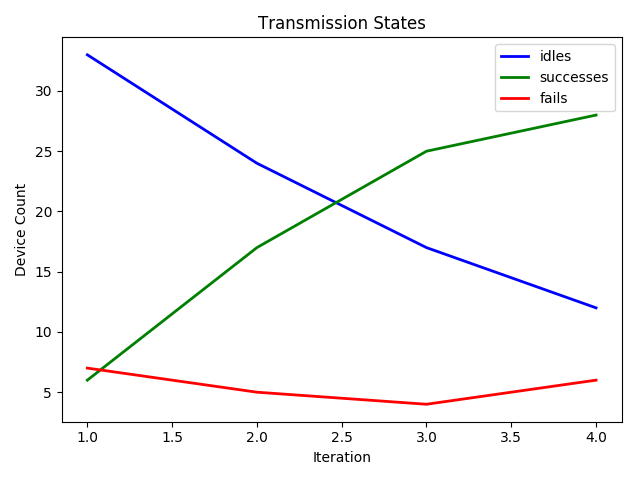 Transmission States
idles
successes
fails
Device Count
30
25
20
15
10
5
1.0 1.5 2.0 2.5 3.0 3.5 4.0
Iteration